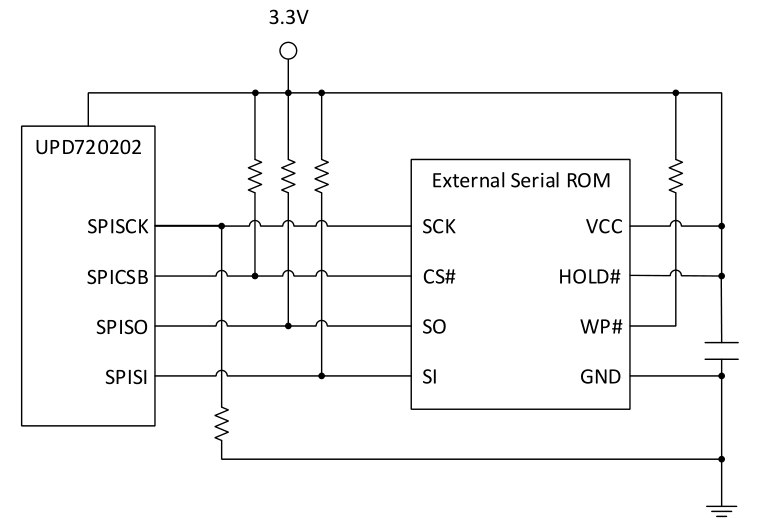 3.3V
UPD720202
External Serial ROM
SPISCK
SCK
VCC
SPICSB
CS#
HOLD#
SPISO
SO
WP#
SPISI
SI
GND